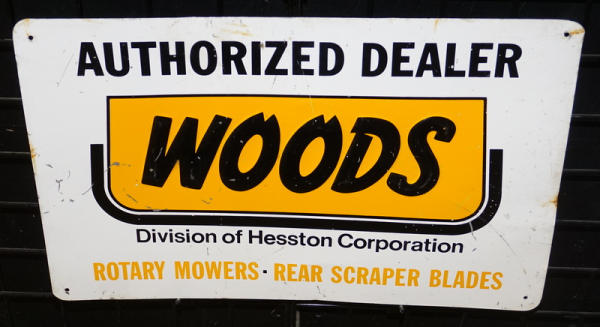 AUTHORIZED DEALER
WOODS
Division of Hesston Corporation
ROTARY MOWERS · REAR SCRAPER BLADES